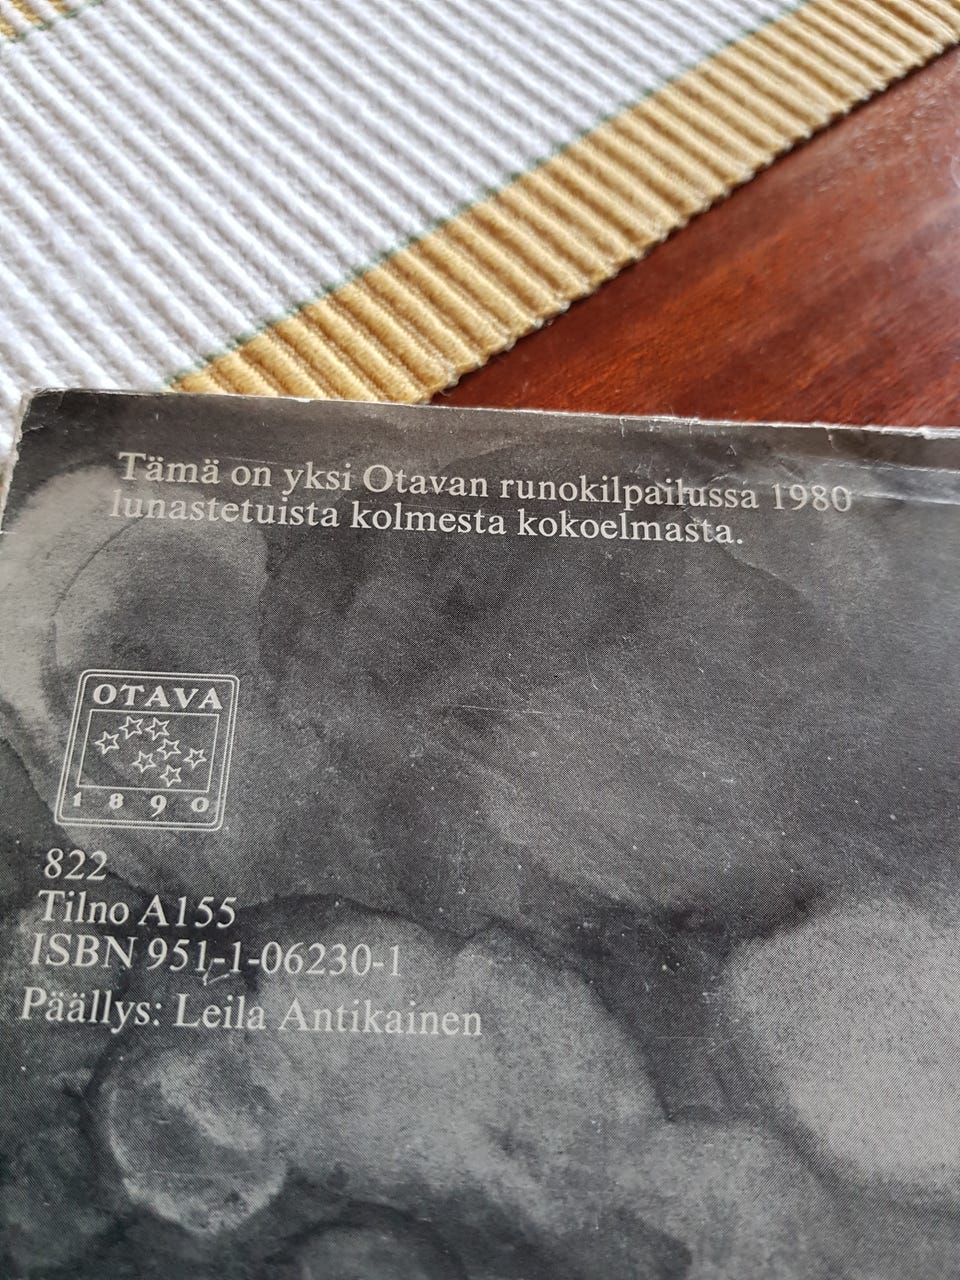 Tämä on yksi Otavan runokilpailussa 1980
lunastetuista kolmesta kokoelmasta.
OTAVA
1890
822
Tilno A155
ISBN 951-1-06230-1
Päällys: Leila Antikainen